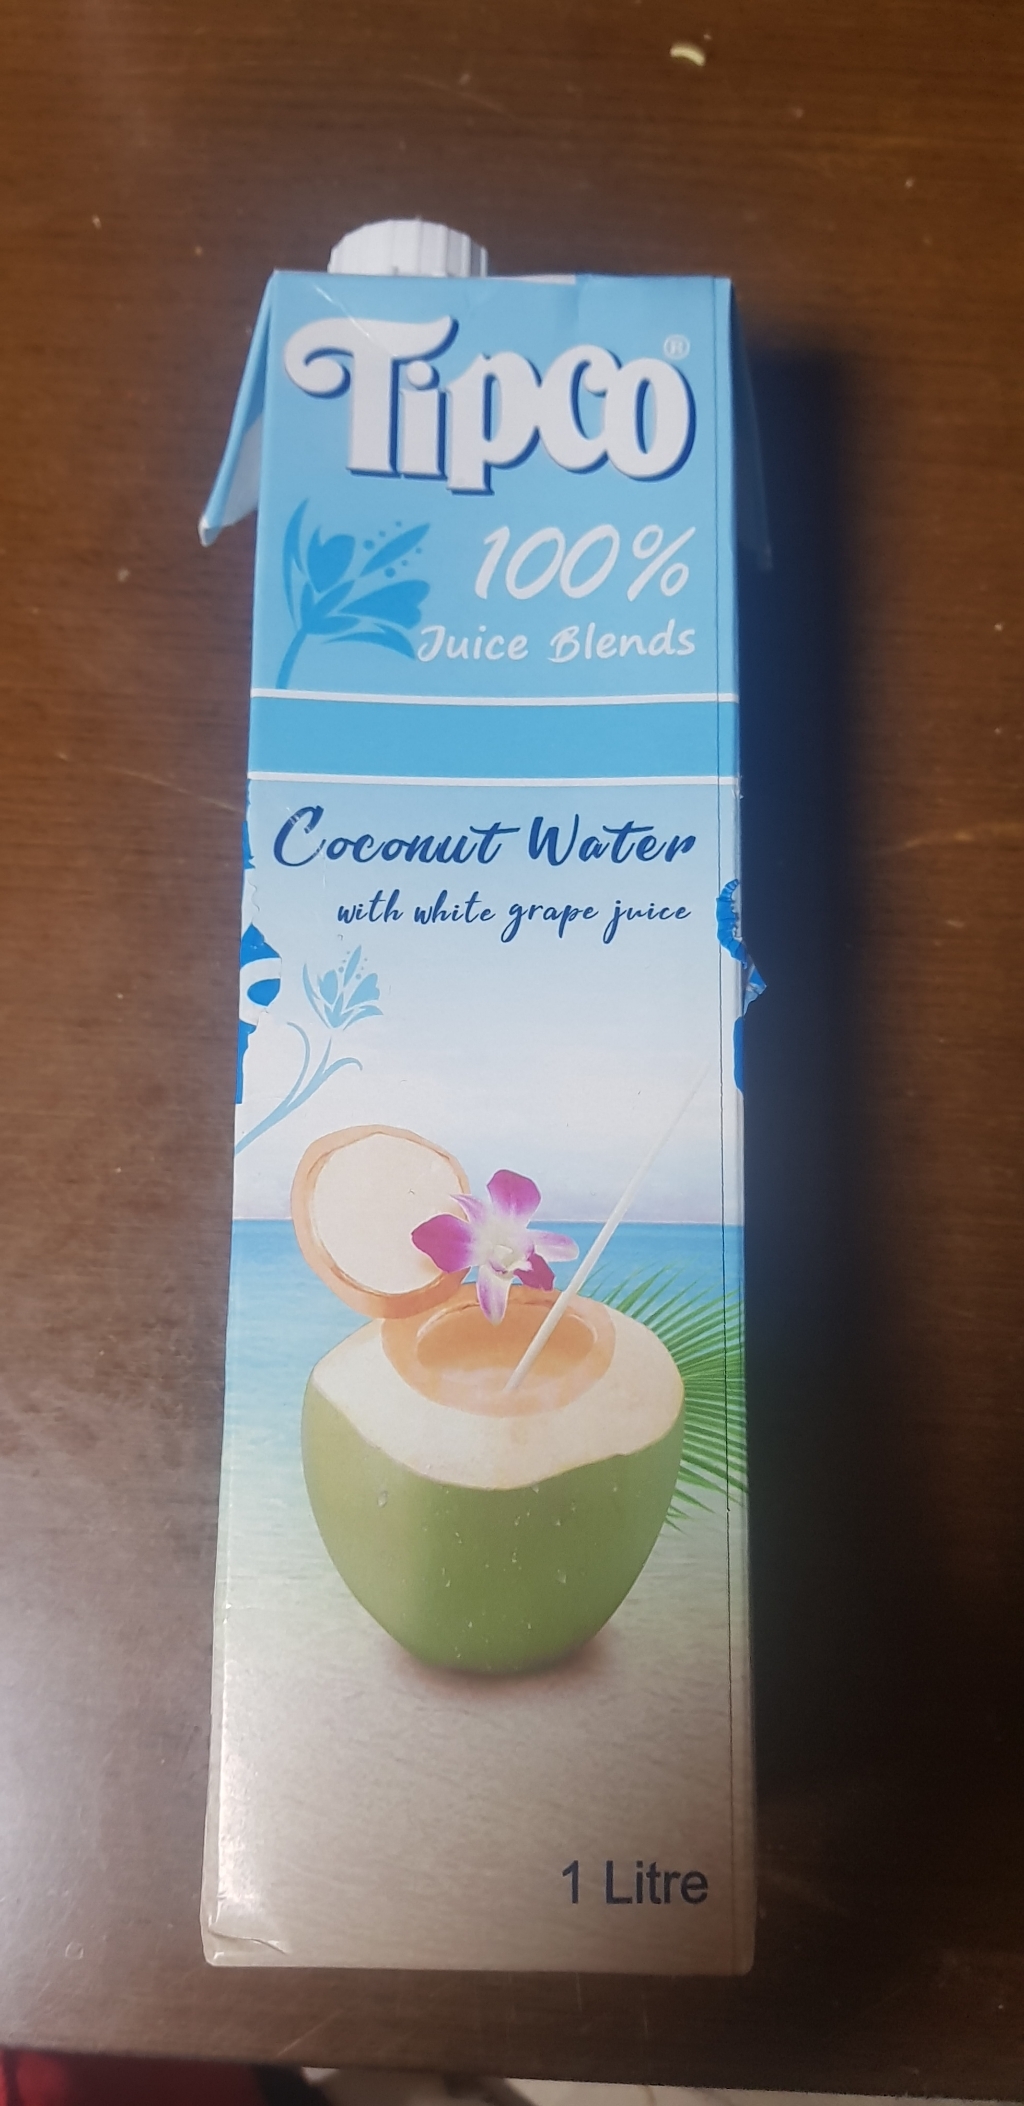 Tipco®
100%
Juice Blends
Coconut Water
with white grape juice
1 Litre